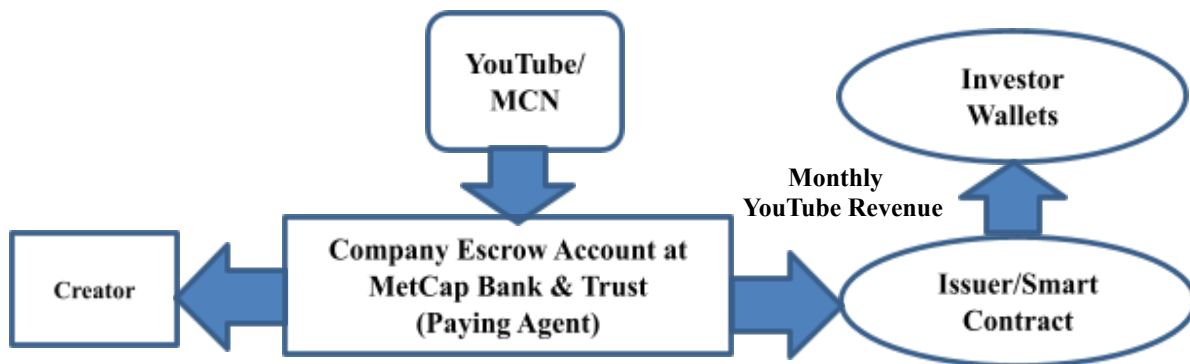 YouTube/
MCN
Investor
Wallets
Monthly
YouTube Revenue
Creator
Company Escrow Account at
MetCap Bank & Trust
(Paying Agent)
Issuer/Smart
Contract